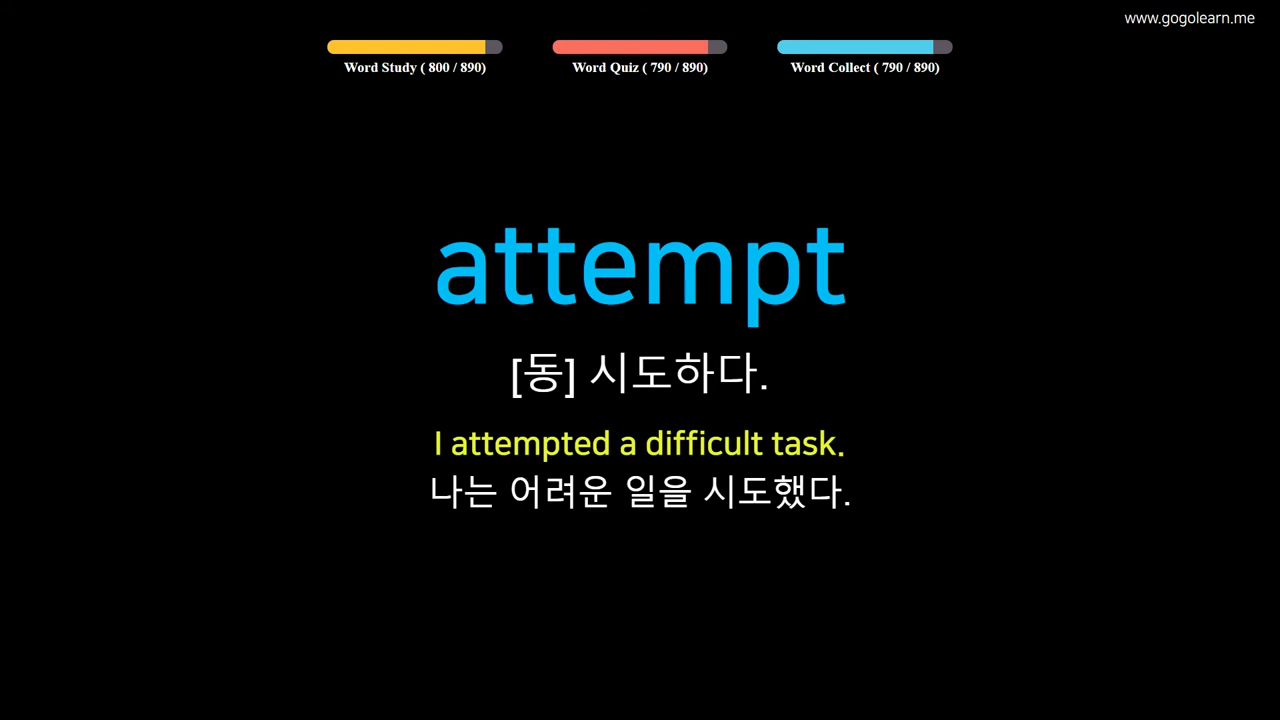 www.gogolearn.me
Word Study ( 800 / 890)
Word Quiz ( 790 / 890)
Word Collect ( 790 / 890)
attempt
[동] 시도하다.
I attempted a difficult task.
나는 어려운 일을 시도했다.